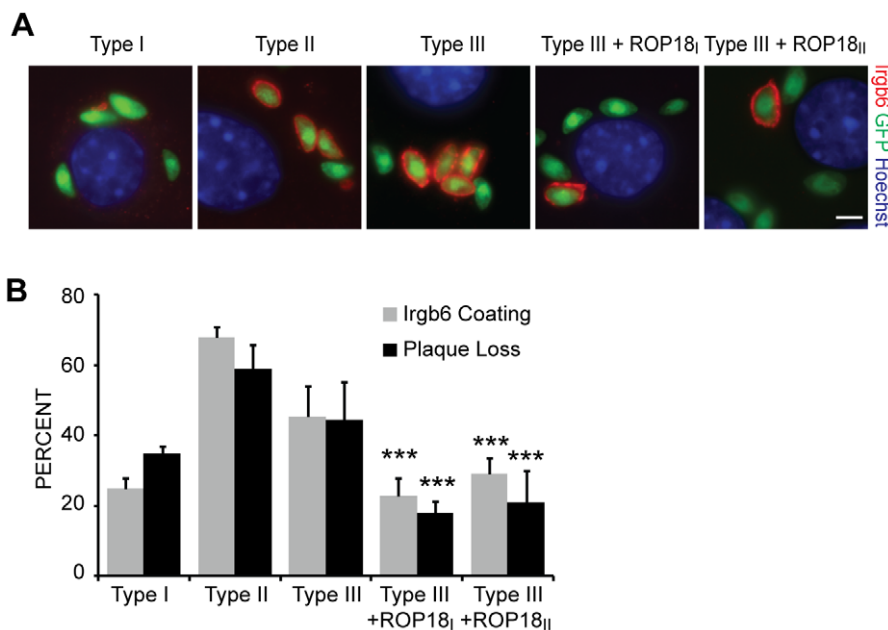 A
Type I Type II Type III Type III + ROP18I Type III + ROP18II
Irgb6 GFP Hoechst
B
80
60
40
20
0
PERCENT
Irgb6 Coating
Plaque Loss
*** *** *** ***
Type I Type II Type III Type III Type III
+ROP18I +ROP18II